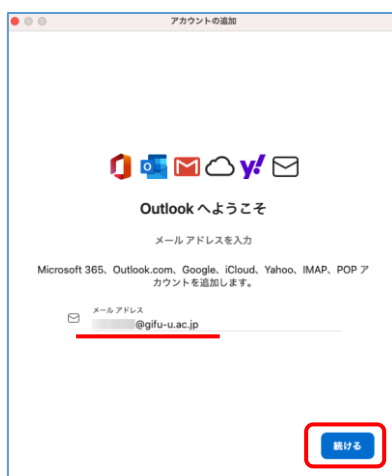 アカウントの追加
Outlook へようこそ
メール アドレスを入力
Microsoft 365、Outlook.com、Google、iCloud、Yahoo、IMAP、POP ア
カウントを追加します。
メール アドレス
@gifu-u.ac.jp
続ける